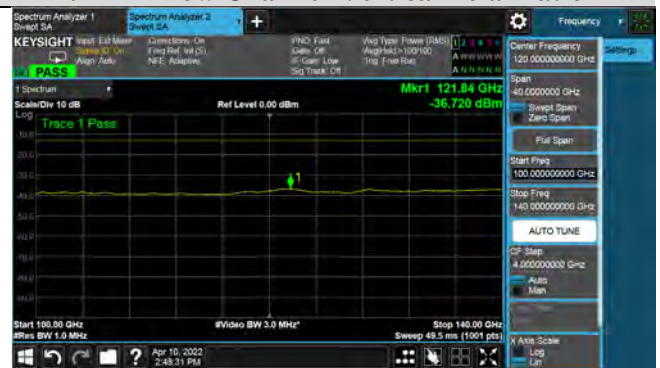 Spectrum Analyzer 1
Swept SA
Spectrum Analyzer 2
Swept SA
+
Frequency
KEYSIGHT
Input: Ext Mixer
Corrections: On
Freq Ref: Int (S)
NFE: Adaptive
Align: Auto
PNO: Fast
Gate: Off
IF Gain: Low
Sig Track: Off
Avg Type: Power (RMS)
Avg|Hold:>100/100
Trig: Free Run
PASS
Center Frequency
120.000000000 GHz
Settings
Span
40.0000000 GHz
Swept Span
Zero Span
Full Span
Start Freq
100.000000000 GHz
Stop Freq
140.000000000 GHz
AUTO TUNE
CF Step
4.000000000 GHz
Auto
Man
X Axis Scale
Log
Lin
1 Spectrum
Scale/Div 10 dB
Ref Level 0.00 dBm
Mkr1 121.84 GHz
-36.720 dBm
Log
Trace 1 Pass
1
Start 100.00 GHz
#Video BW 3.0 MHz*
Stop 140.00 GHz
#Res BW 1.0 MHz
Sweep 49.5 ms (1001 pts)
?
Apr 10, 2022
2:48:31 PM